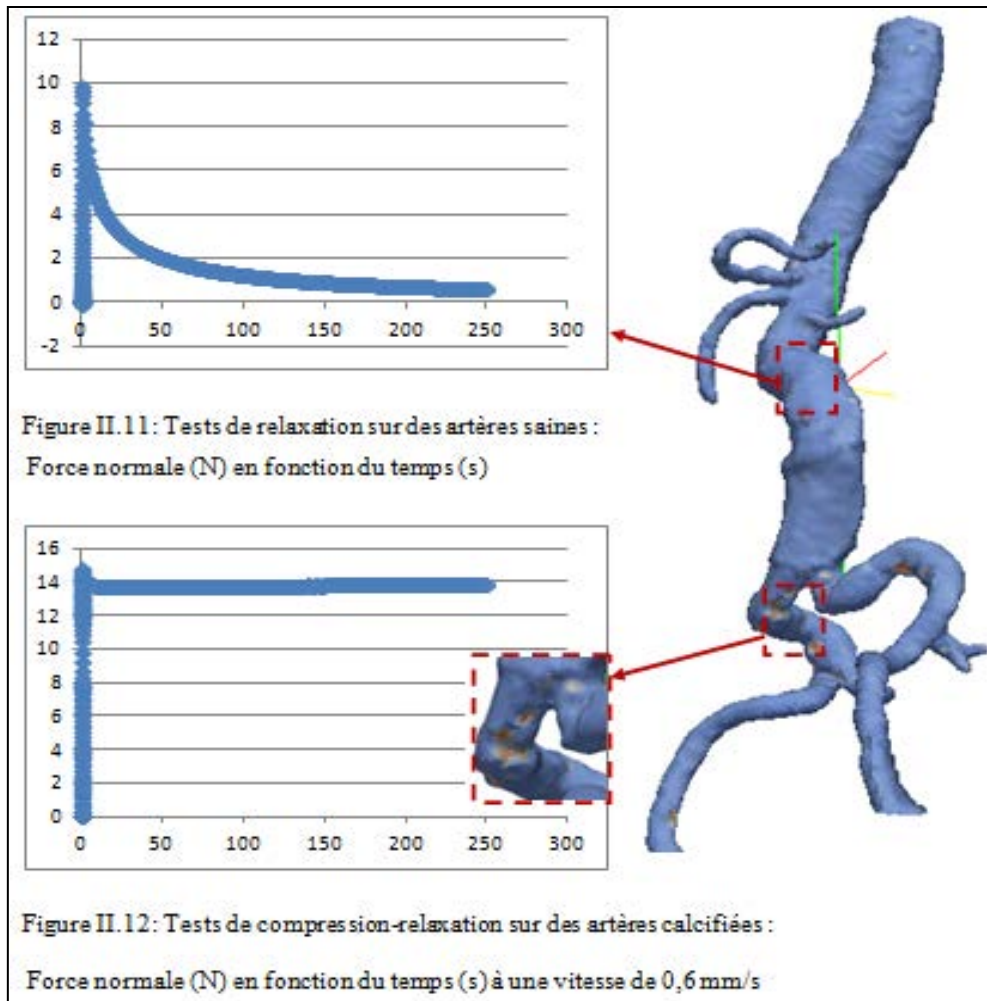 12
10
8
6
4
2
0
-2
0 50 100 150 200 250 300
Figure II.11: Tests de relaxation sur des artères saines :
Force normale (N) en fonction du temps (s)
16
14
12
10
8
6
4
2
0
0 50 100 150 200 250 300
Figure II.12: Tests de compression-relaxation sur des artères calcifiées :
Force normale (N) en fonction du temps (s) à une vitesse de 0,6 mm/s